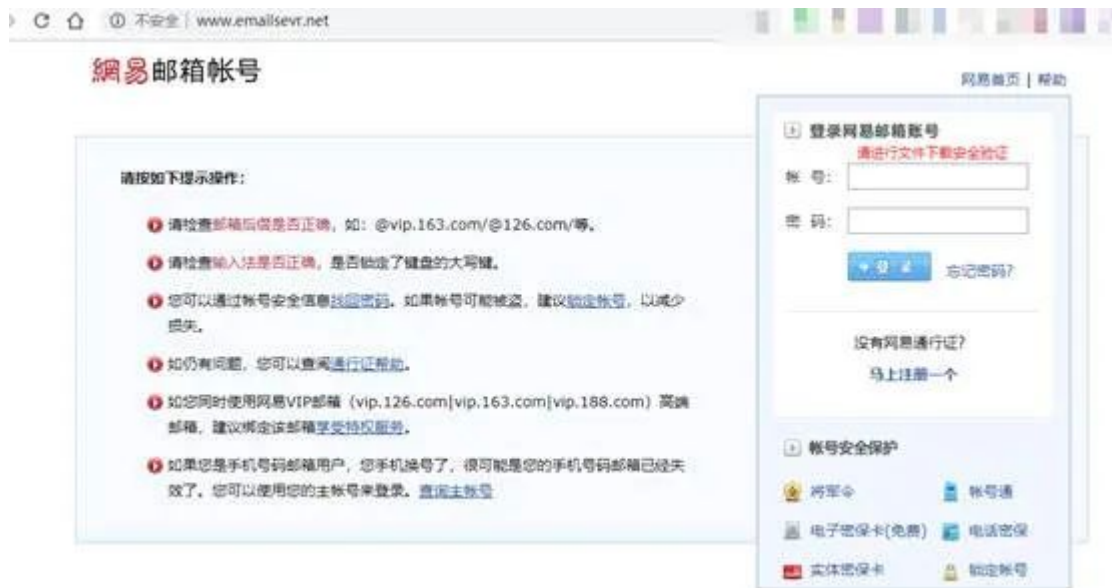 不安全 | www.emailsevr.net
網易邮箱帐号
网易首页 | 帮助
请按如下提示操作：
请检查邮箱后缀是否正确，如：@vip.163.com/@126.com/等。
请检查输入法是否正确，是否锁定了键盘的大写键。
您可以通过帐号安全信息找回密码。如果帐号可能被盗，建议锁定帐号，以减少
损失。
如仍有问题，您可以查阅通行证帮助。
如您同时使用网易VIP邮箱（vip.126.com|vip.163.com|vip.188.com）高端
邮箱，建议绑定该邮箱享受特权服务。
如果您是手机号码邮箱用户，您手机换号了，很可能是您的手机号码邮箱已经失
效了。您可以使用您的主帐号来登录。查询主帐号
登录网易邮箱账号
请进行文件下载安全验证
帐 号：
密 码：
登 录
忘记密码?
没有网易通行证?
马上注册一个
帐号安全保护
将军令 帐号通
电子密保卡(免费) 电话密保
实体密保卡 锁定帐号